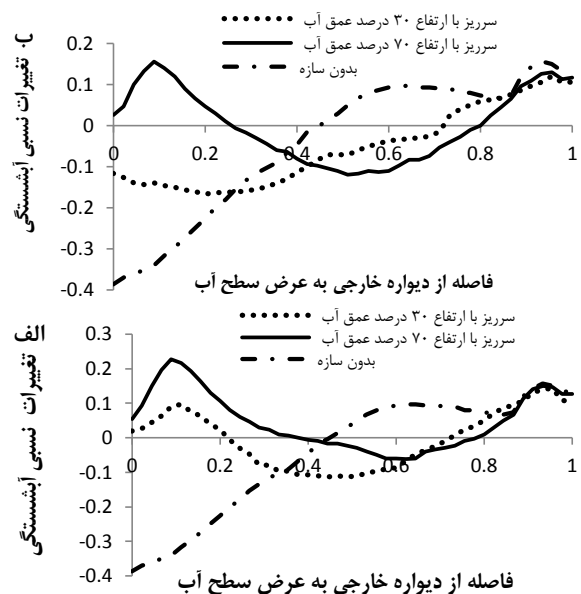 سرریز با ارتفاع ۳۰ درصد عمق آب
سرریز با ارتفاع ۷۰ درصد عمق آب
بدون سازه
تغییرات نسبی آبشستگی
0.2
0.1
0
-0.1
-0.2
-0.3
-0.4
0 0.2 0.4 0.6 0.8 1
فاصله از دیواره خارجی به عرض سطح آب
سرریز با ارتفاع ۳۰ درصد عمق آب
سرریز با ارتفاع ۷۰ درصد عمق آب
بدون سازه
الف
تغییرات نسبی آبشستگی
0.3
0.2
0.1
0
-0.1
-0.2
-0.3
-0.4
0 0.2 0.4 0.6 0.8 1
فاصله از دیواره خارجی به عرض سطح آب